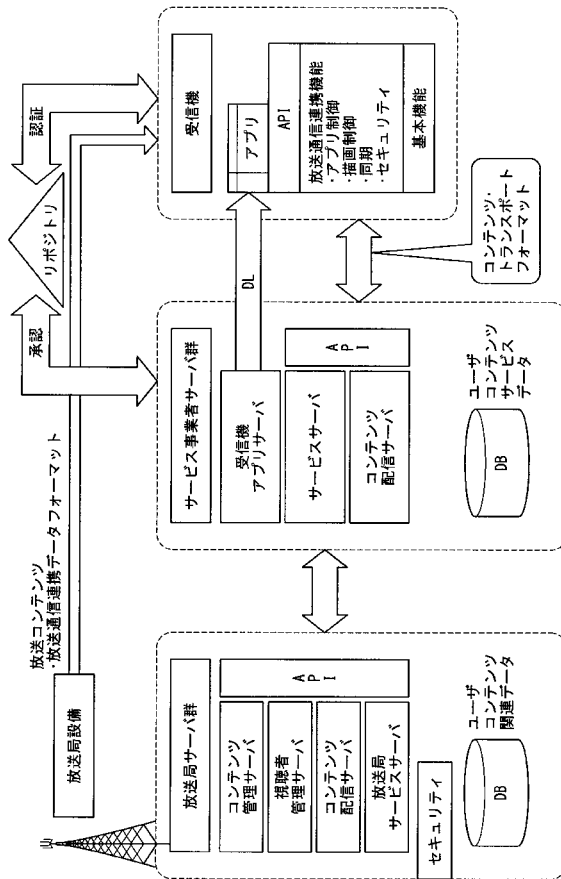 放送コンテンツ
・放送通信連携データフォーマット
放送局設備
承認
リポジトリ
認証
放送局サーバ群
コンテンツ
管理サーバ
視聴者
管理サーバ
コンテンツ
配信サーバ
放送局
サービスサーバ
API
セキュリティ
DB
ユーザ
コンテンツ
関連データ
サービス事業者サーバ群
受信機
アプリサーバ
サービスサーバ
コンテンツ
配信サーバ
API
DB
ユーザ
コンテンツ
サービス
データ
DL
受信機
アプリ
API
放送通信連携機能
・アプリ制御
・描画制御
・同期
・セキュリティ
基本機能
コンテンツ・
トランスポート
フォーマット